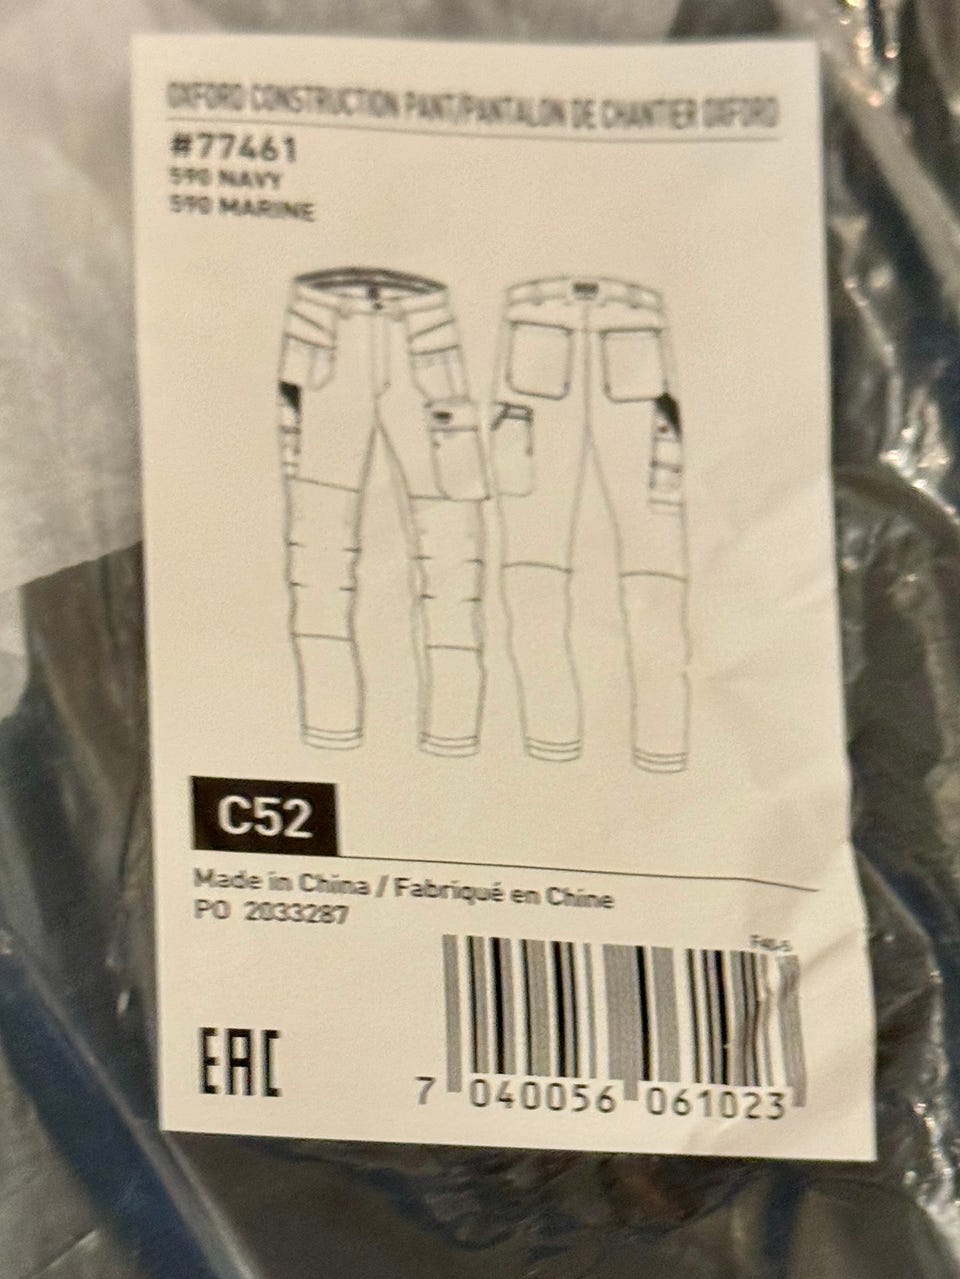 OXFORD CONSTRUCTION PANT/PANTALON DE CHANTIER OXFORD
#77461
590 NAVY
590 MARINE
C52
Made in China / Fabriqué en Chine
PO 2033287
EAC
7 040056 061023